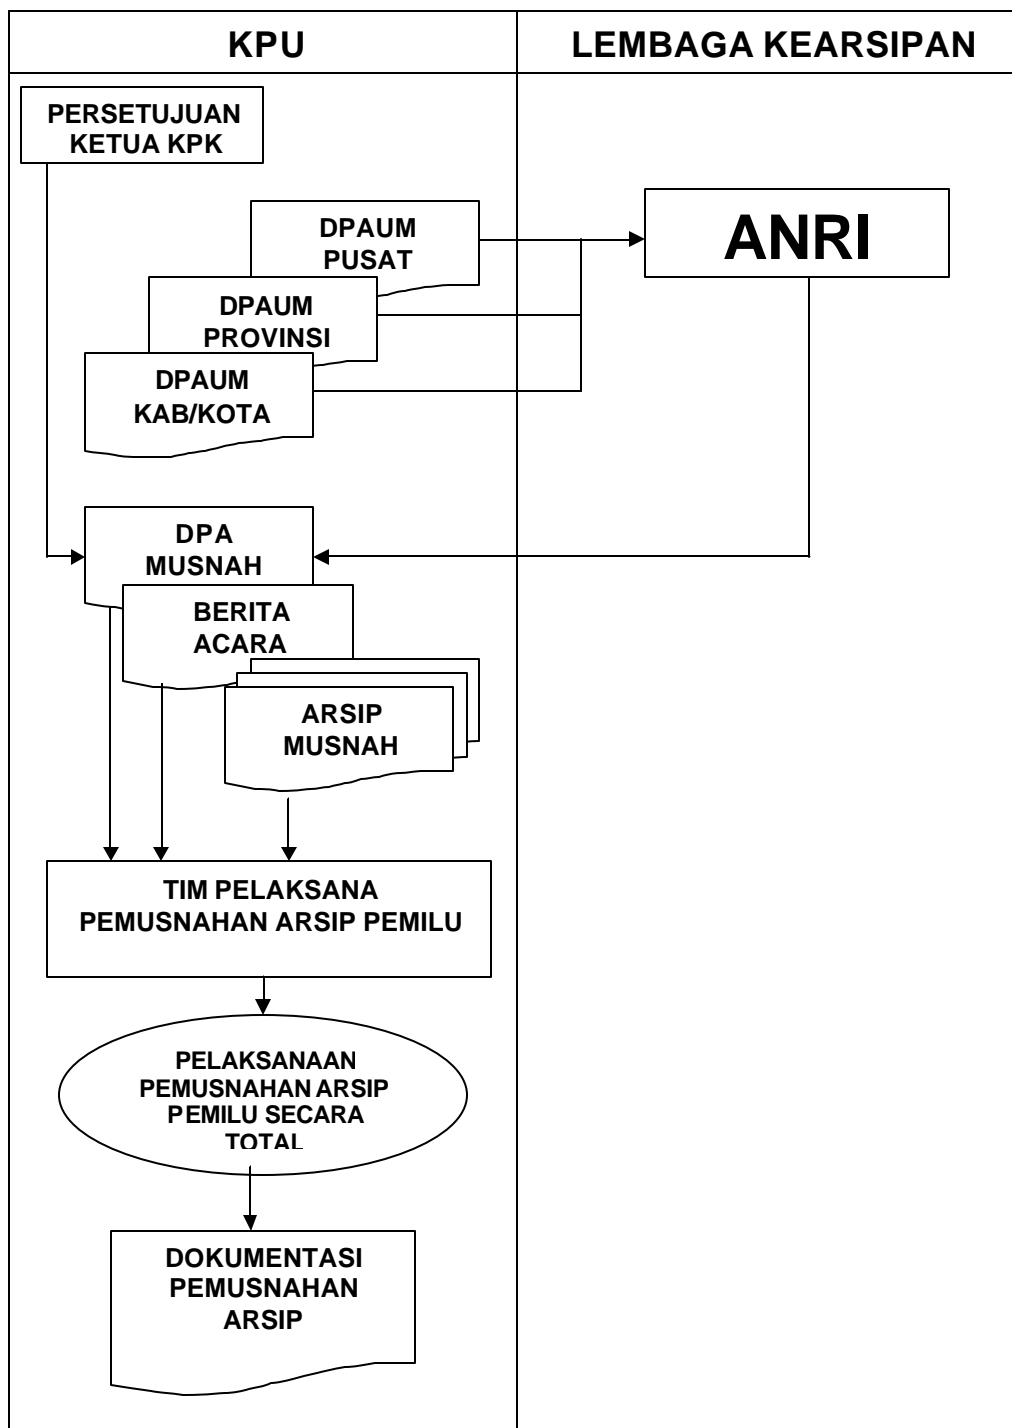 KPU
LEMBAGA KEARSIPAN
PERSETUJUAN
KETUA KPK
DPAUM
PUSAT
ANRI
DPAUM
PROVINSI
DPAUM
KAB/KOTA
DPA
MUSNAH
BERITA
ACARA
ARSIP
MUSNAH
TIM PELAKSANA
PEMUSNAHAN ARSIP PEMILU
PELAKSANAAN
PEMUSNAHAN ARSIP
PEMILU SECARA
TOTAL
DOKUMENTASI
PEMUSNAHAN
ARSIP